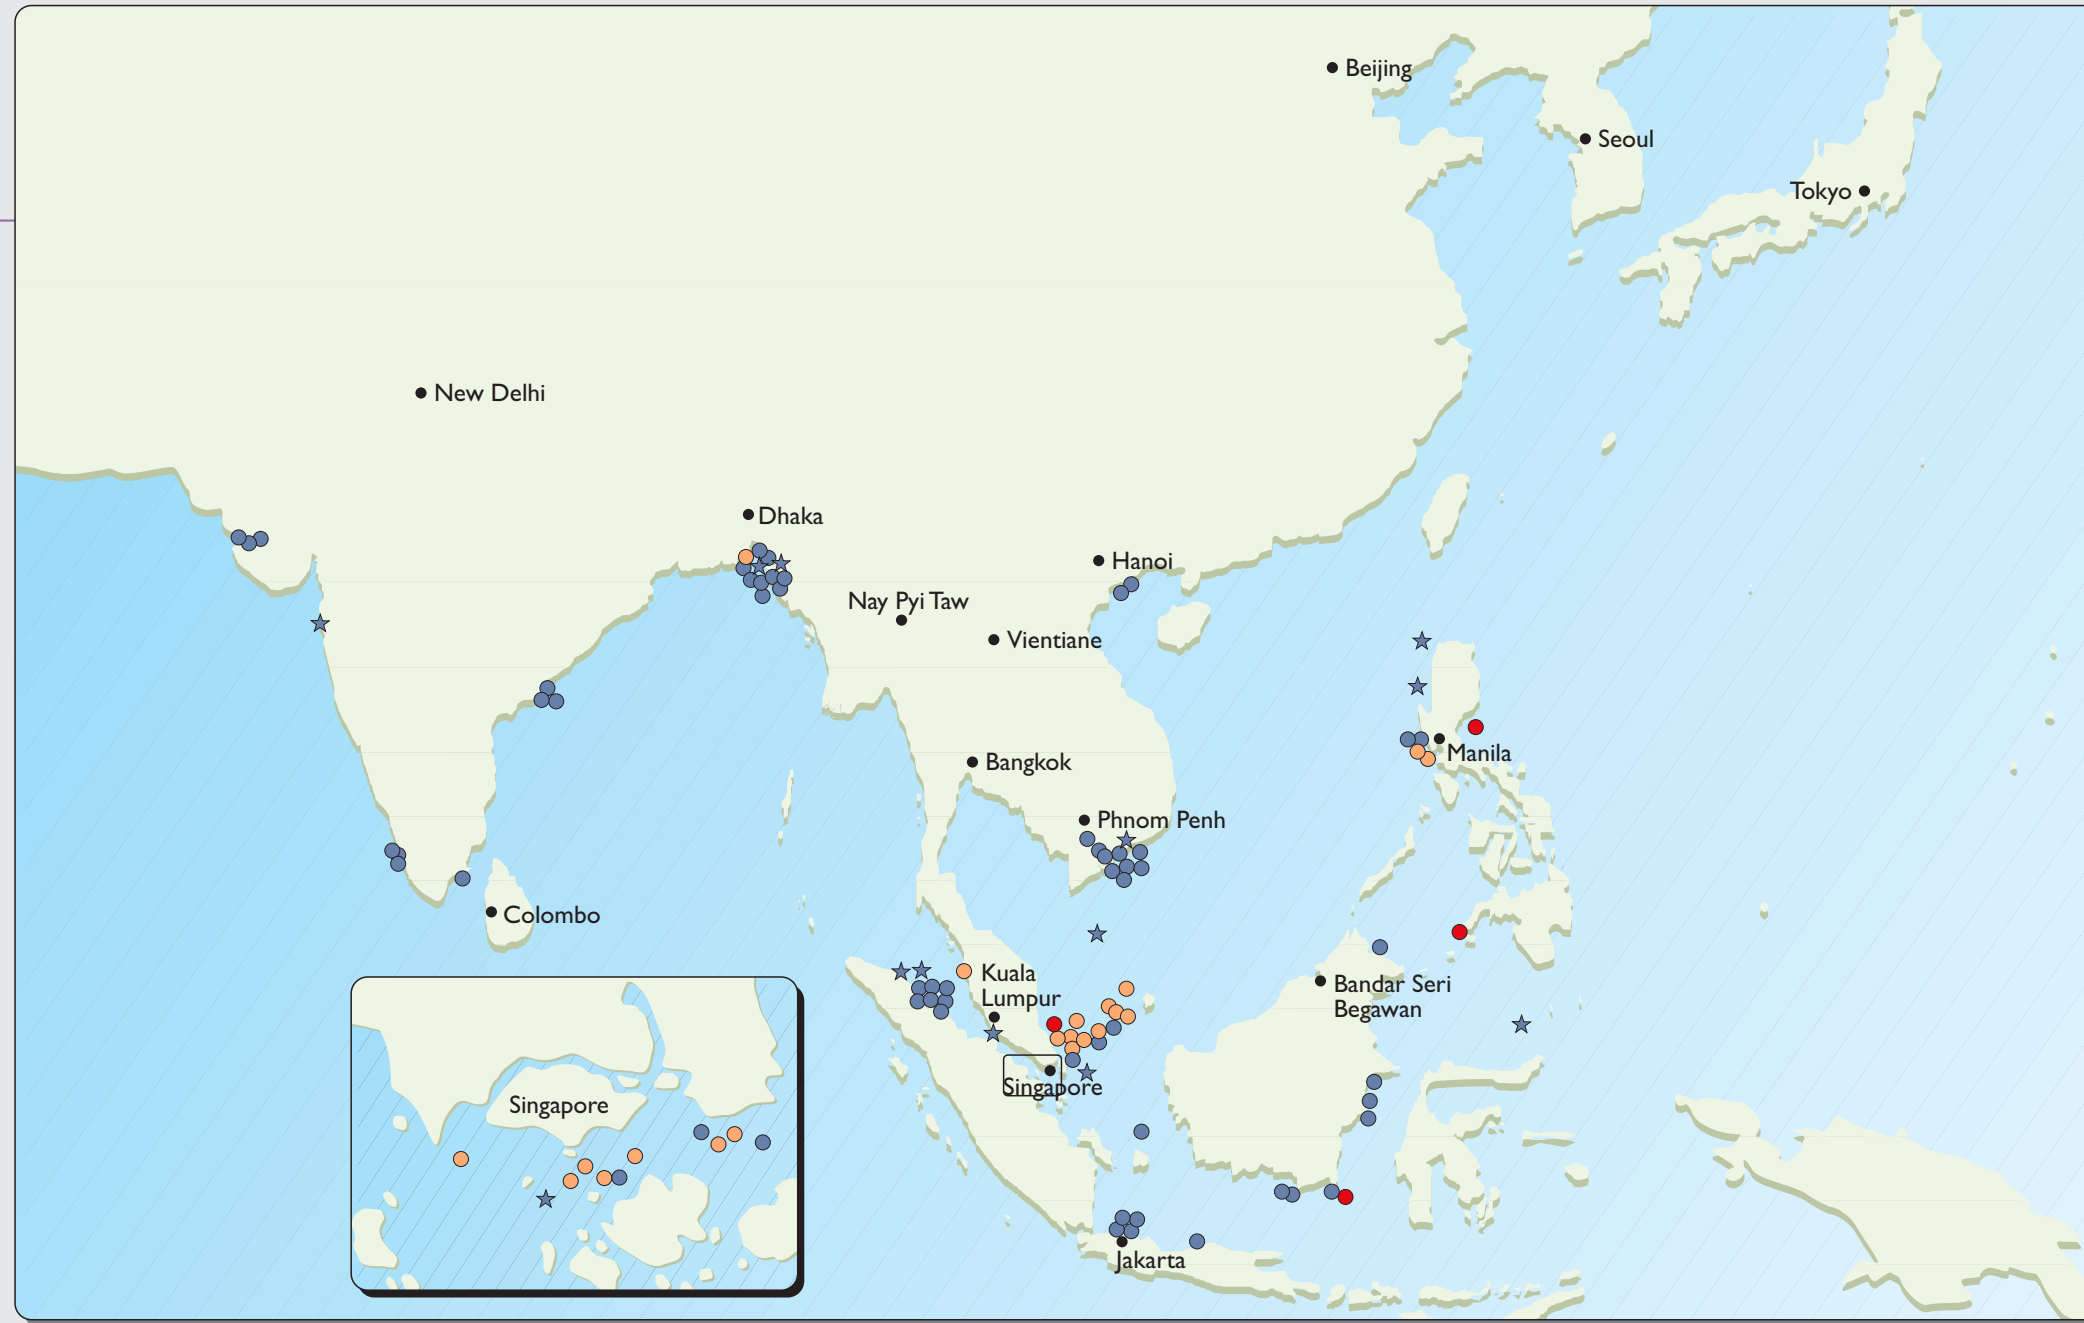 Beijing
Seoul
Tokyo
New Delhi
Dhaka
Hanoi
Nay Pyi Taw
Vientiane
Manila
Bangkok
Phnom Penh
Colombo
Kuala
Lumpur
Bandar Seri
Begawan
Singapore
Singapore
Jakarta